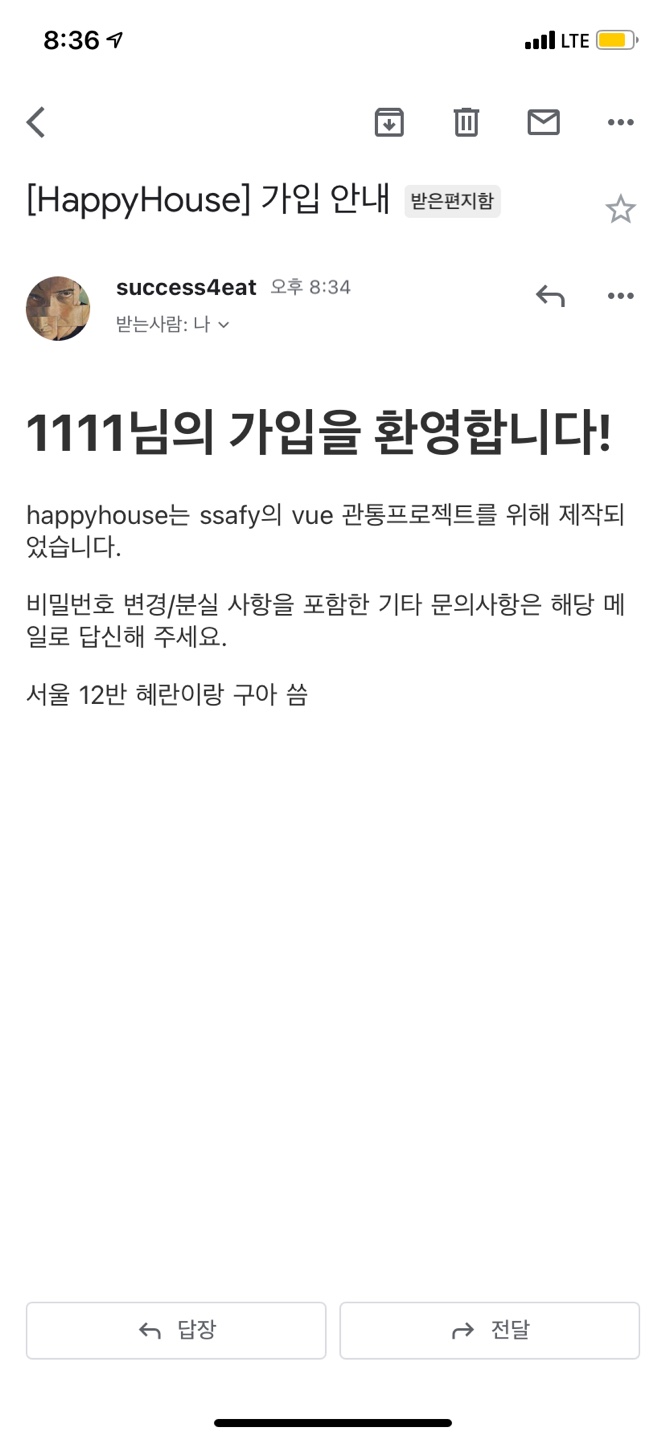 8:36
LTE
[HappyHouse] 가입 안내 받은편지함
success4eat 오후 8:34
받는사람: 나
1111님의 가입을 환영합니다!
happyhouse는 ssafy의 vue 관통프로젝트를 위해 제작되
었습니다.
비밀번호 변경/분실 사항을 포함한 기타 문의사항은 해당 메
일로 답신해 주세요.
서울 12반 혜란이랑 구아 씀
답장
전달